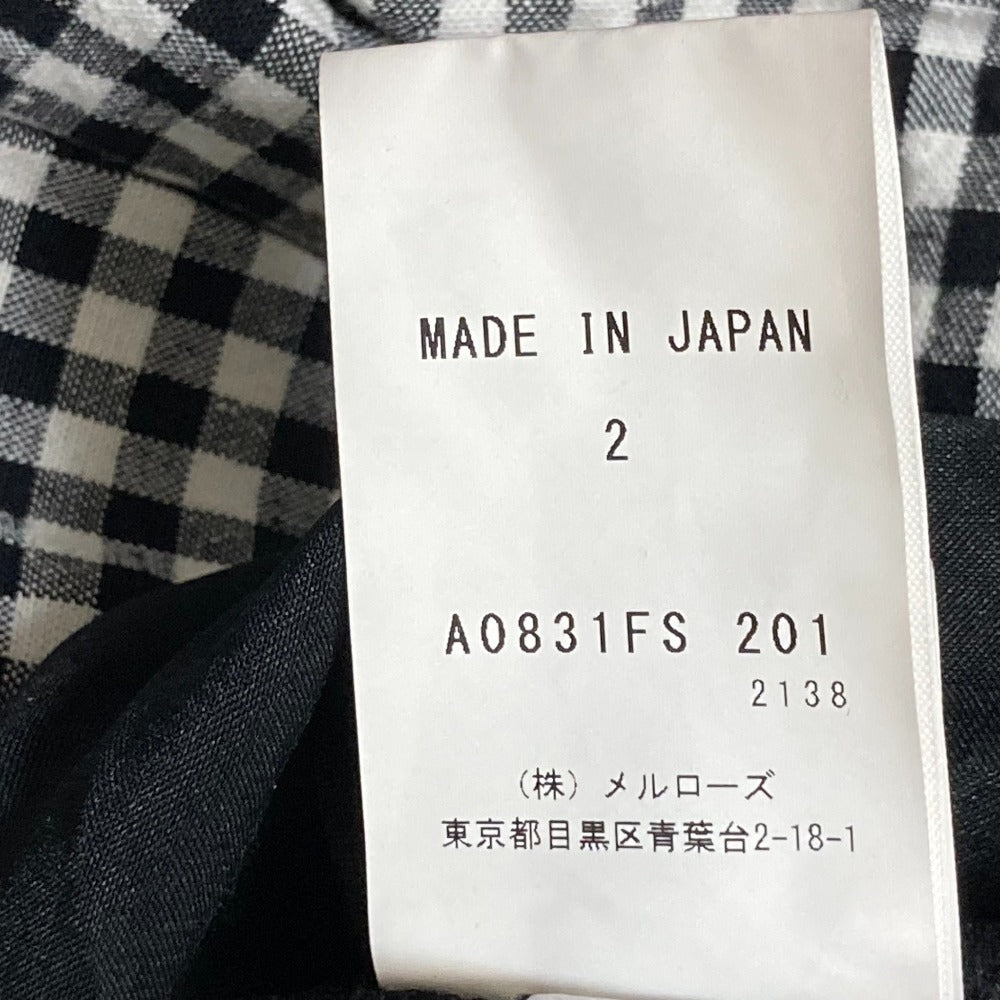 MADE IN JAPAN
2
A0831FS 201
2138
(株) メルローズ
東京都目黒区青葉台2-18-1